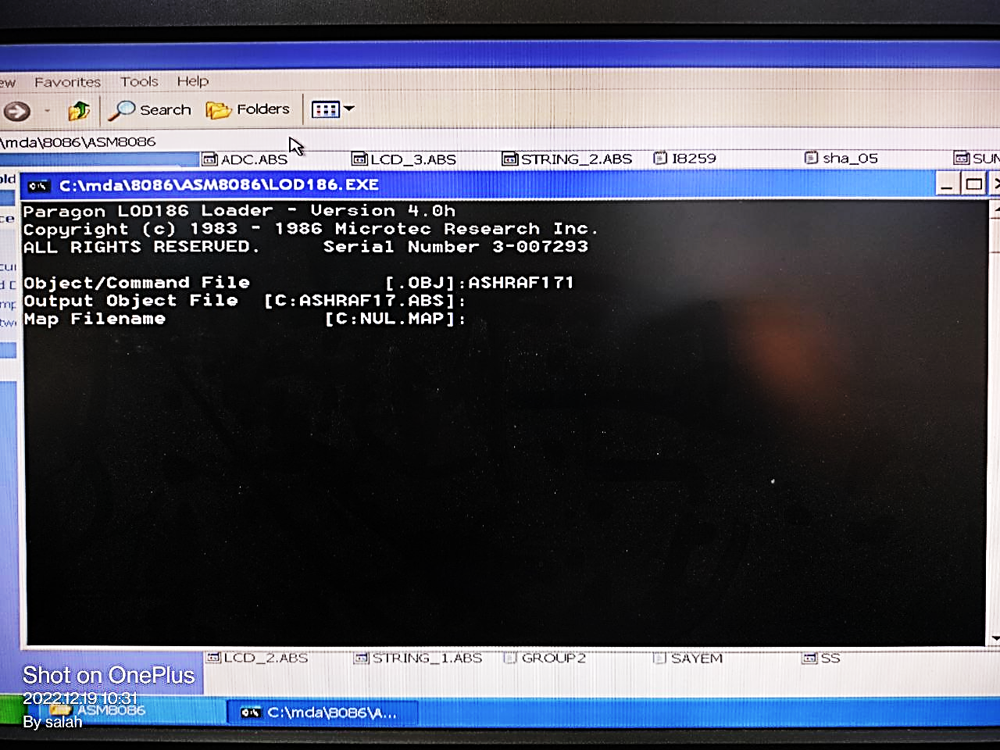 Favorites Tools Help
Search Folders
\mda\8086\ASM8086
ADC.ABS LCD_3.ABS STRING_2.ABS I8259 sha_05
C:\mda\8086\ASM8086\LOD186.EXE
Paragon LOD186 Loader - Version 4.0h
Copyright (c) 1983 - 1986 Microtec Research Inc.
ALL RIGHTS RESERVED. Serial Number 3-007293
Object/Command File [.OBJ]:ASHRAF171
Output Object File [C:ASHRAF17.ABS]:
Map Filename [C:NUL.MAP]:
LCD_2.ABS STRING_1.ABS GROUP2 SAYEM SS
Shot on OnePlus
2022.12.19 10:31
ASM8086 C:\mda\8086\A...
By salah